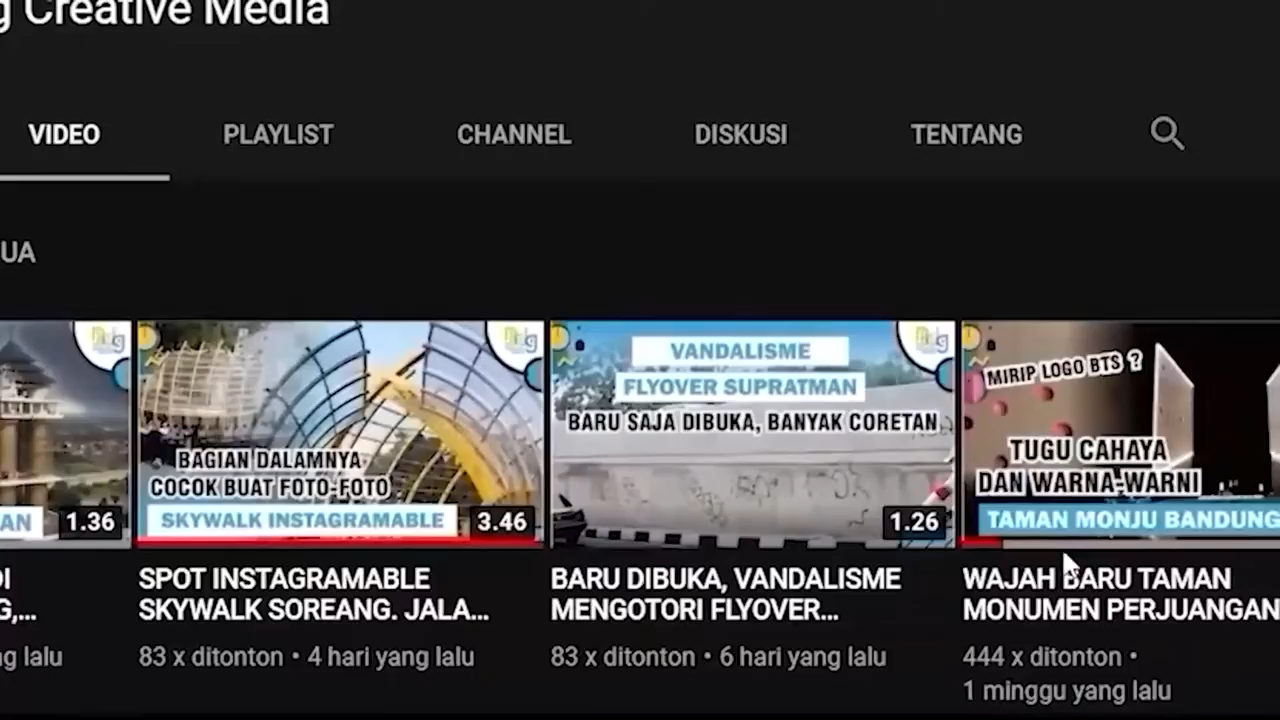 g Creative Media
VIDEO
PLAYLIST
CHANNEL
DISKUSI
TENTANG
UA
AN
1.36
BAGIAN DALAMNYA
COCOK BUAT FOTO-FOTO
SKYWALK INSTAGRAMABLE
3.46
VANDALISME
FLYOVER SUPRATMAN
BARU SAJA DIBUKA, BANYAK CORETAN
1.26
MIRIP LOGO BTS ?
TUGU CAHAYA
DAN WARNA-WARNI
TAMAN MONJU BANDUNG
DI
G,...
ng lalu
SPOT INSTAGRAMABLE
SKYWALK SOREANG. JALA...
83 x ditonton • 4 hari yang lalu
BARU DIBUKA, VANDALISME
MENGOTORI FLYOVER...
83 x ditonton • 6 hari yang lalu
WAJAH BARU TAMAN
MONUMEN PERJUANGAN
444 x ditonton •
1 minggu yang lalu